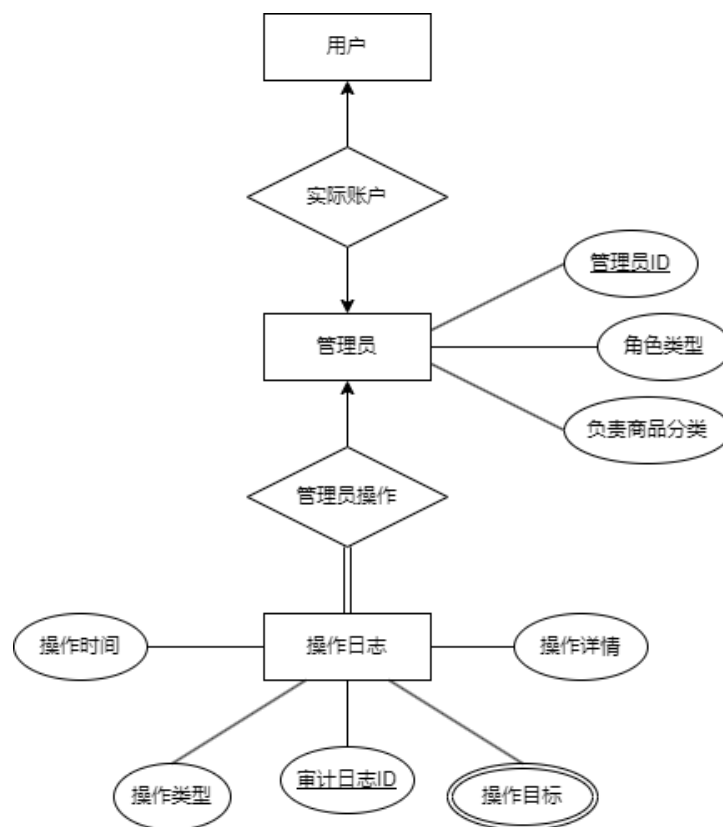 用户
实际账户
管理员ID
管理员
角色类型
负责商品分类
管理员操作
操作时间
操作日志
操作详情
操作类型
审计日志ID
操作目标